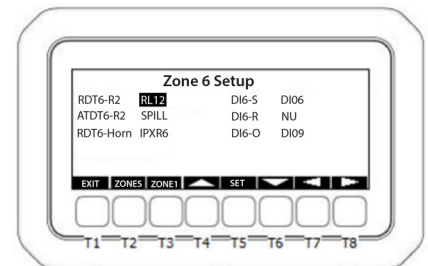 Zone 6 Setup
RDT6-R2 RL12 DI6-S DI06
ATDT6-R2 SPILL DI6-R NU
RDT6-Horn IPXR6 DI6-O DI09
EXIT ZONES ZONE1 SET
T1 T2 T3 T4 T5 T6 T7 T8